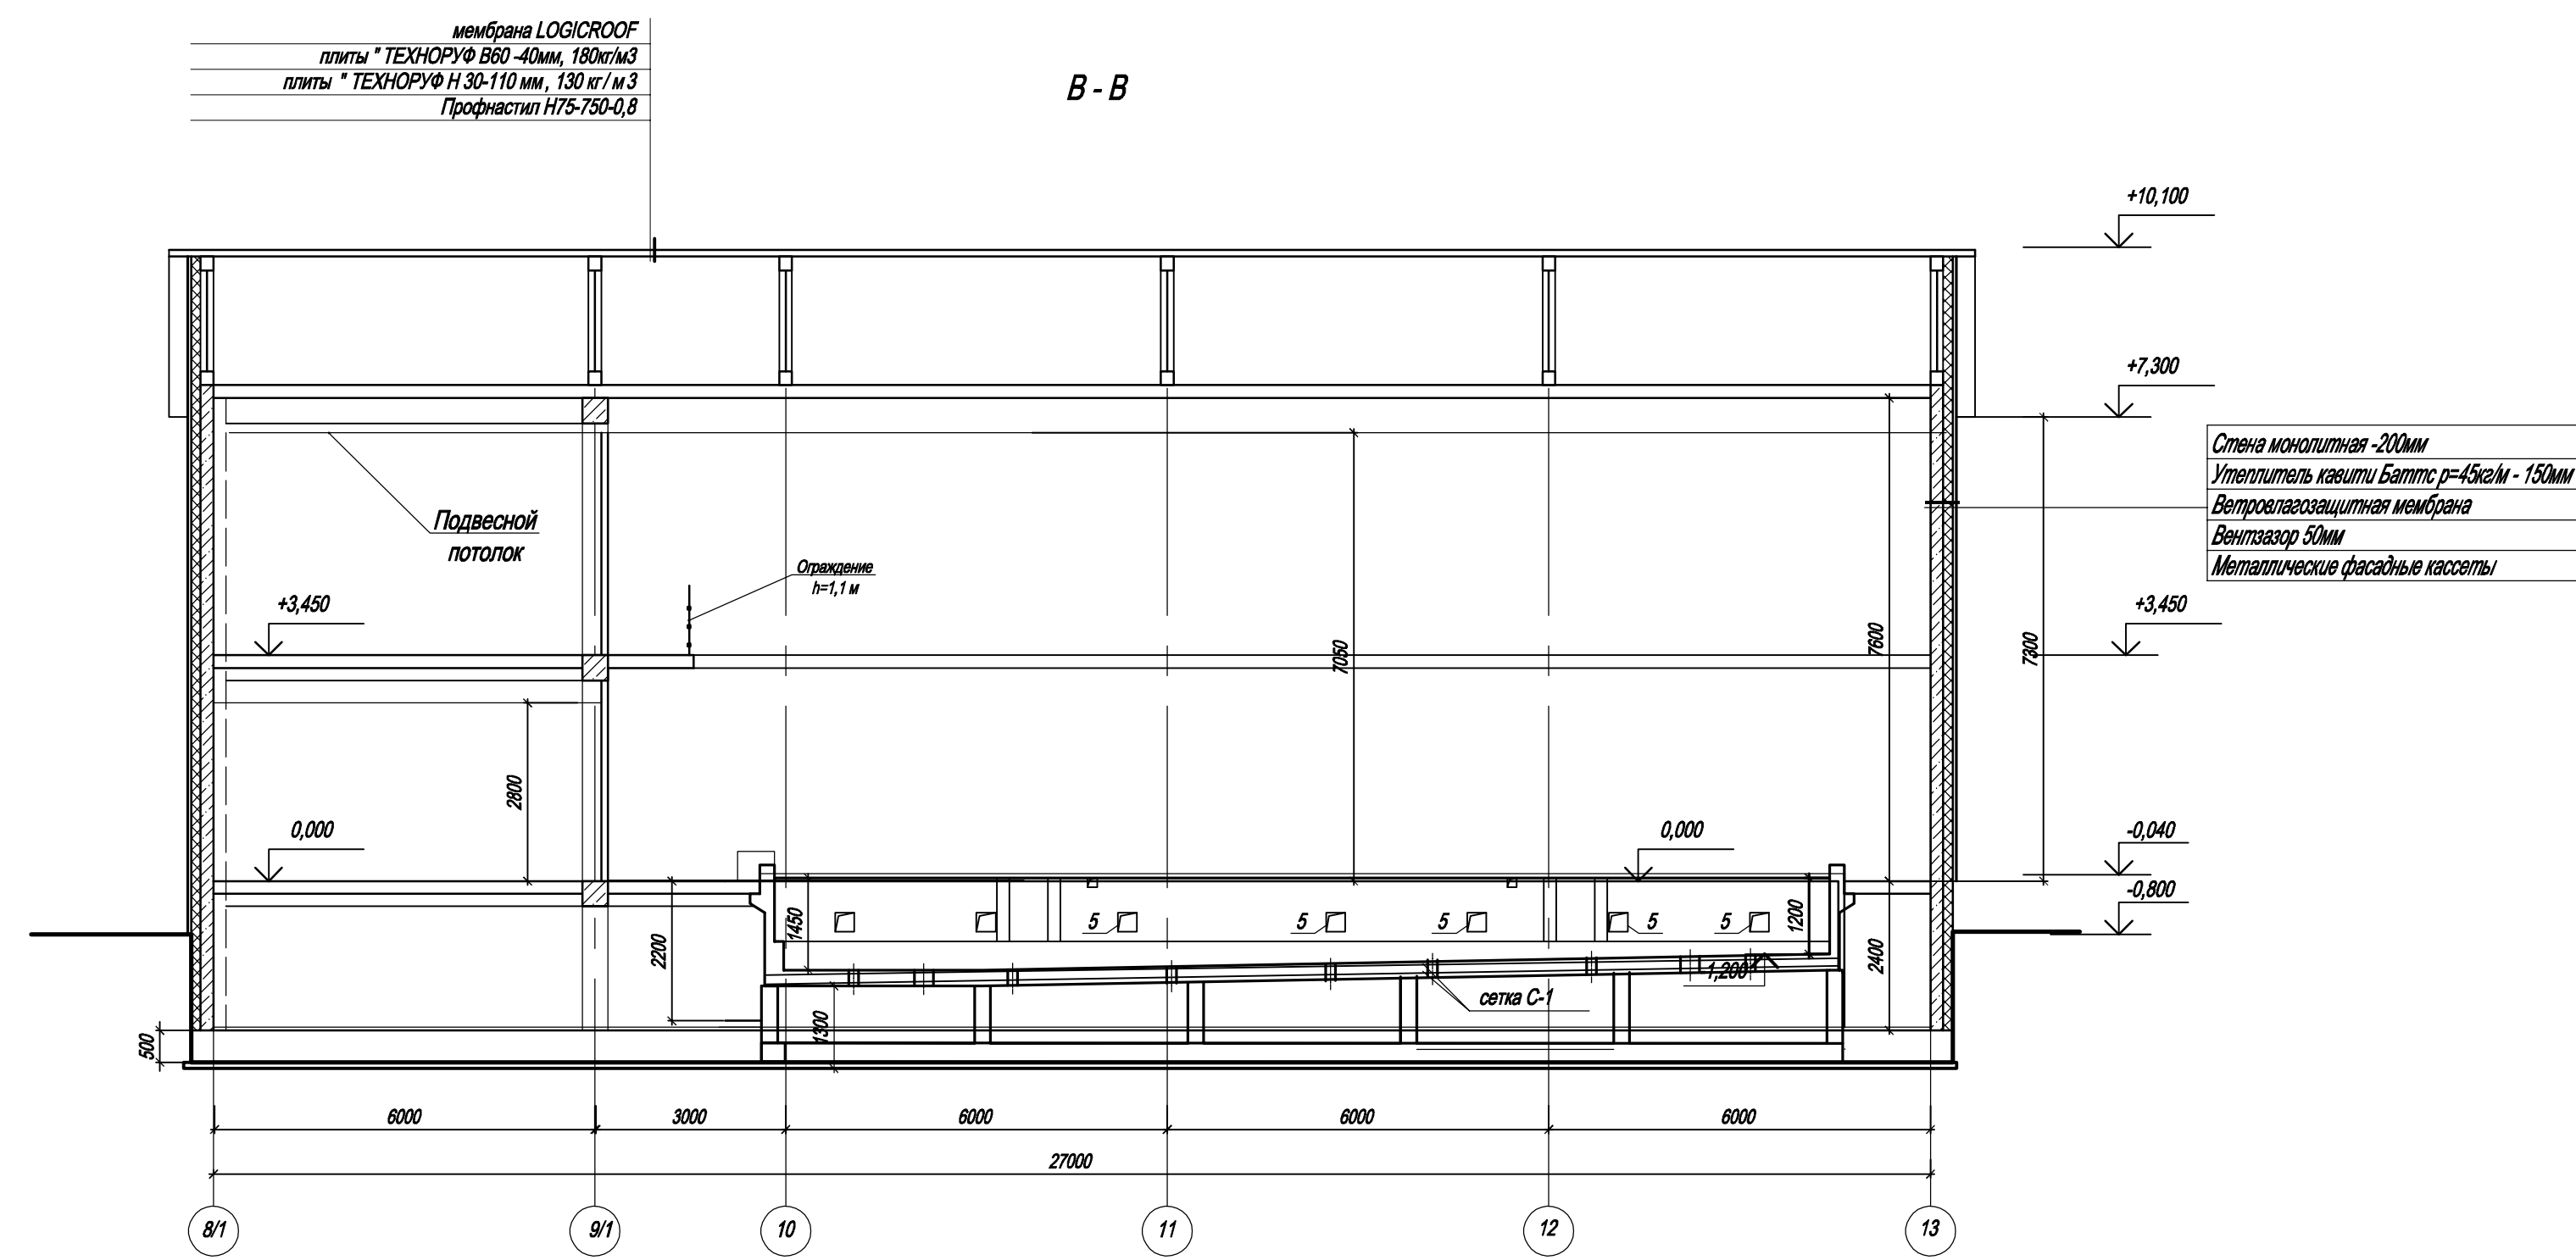 мембрана LOGICROOF
плиты " ТЕХНОРУФ В60 -40мм, 180кг/м3
плиты " ТЕХНОРУФ Н 30-110 мм , 130 кг / м 3
Профнастил Н75-750-0,8
В - В
+10,100
+7,300
Стена монолитная -200мм
Утеплитель кавити Баттс р=45кг/м - 150мм
Ветровлагозащитная мембрана
Вентзазор 50мм
Металлические фасадные кассеты
Подвесной
потолок
Ограждение
h=1,1 м
+3,450
+3,450
7050
7600
7300
2800
0,000
0,000
-0,040
-0,800
1450
5
5
5
5
5
1200
2200
2400
-1,200
сетка С-1
1300
500
6000
3000
6000
6000
6000
27000
8/1
9/1
10
11
12
13